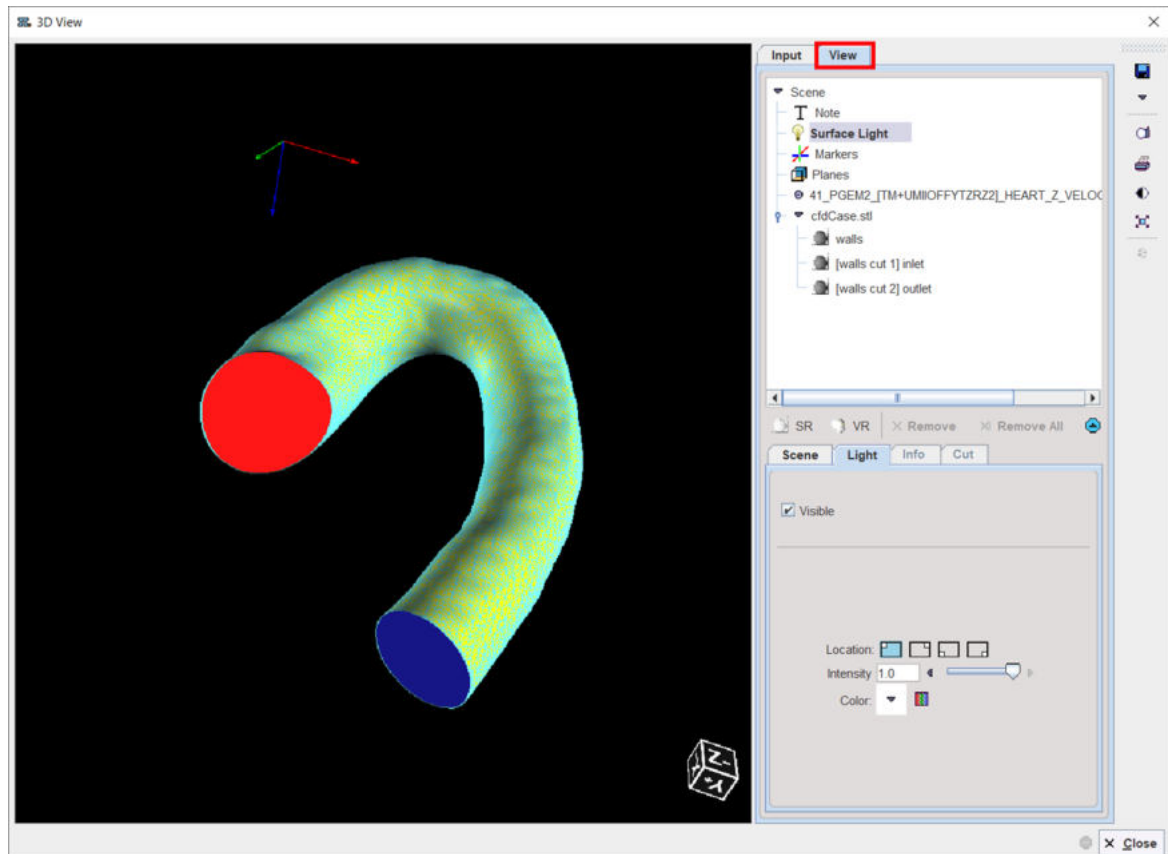 3D View
Input View
Scene
Note
Surface Light
Markers
Planes
41_PGEM2_[TM+UMIIOFFYTZRZ2]_HEART_Z_VELOC
cfdCase.stl
walls
[walls cut 1] inlet
[walls cut 2] outlet
SR VR Remove Remove All
Scene Light Info Cut
Visible
Location:
Intensity 1.0
Color:
Z-
Y+
Close